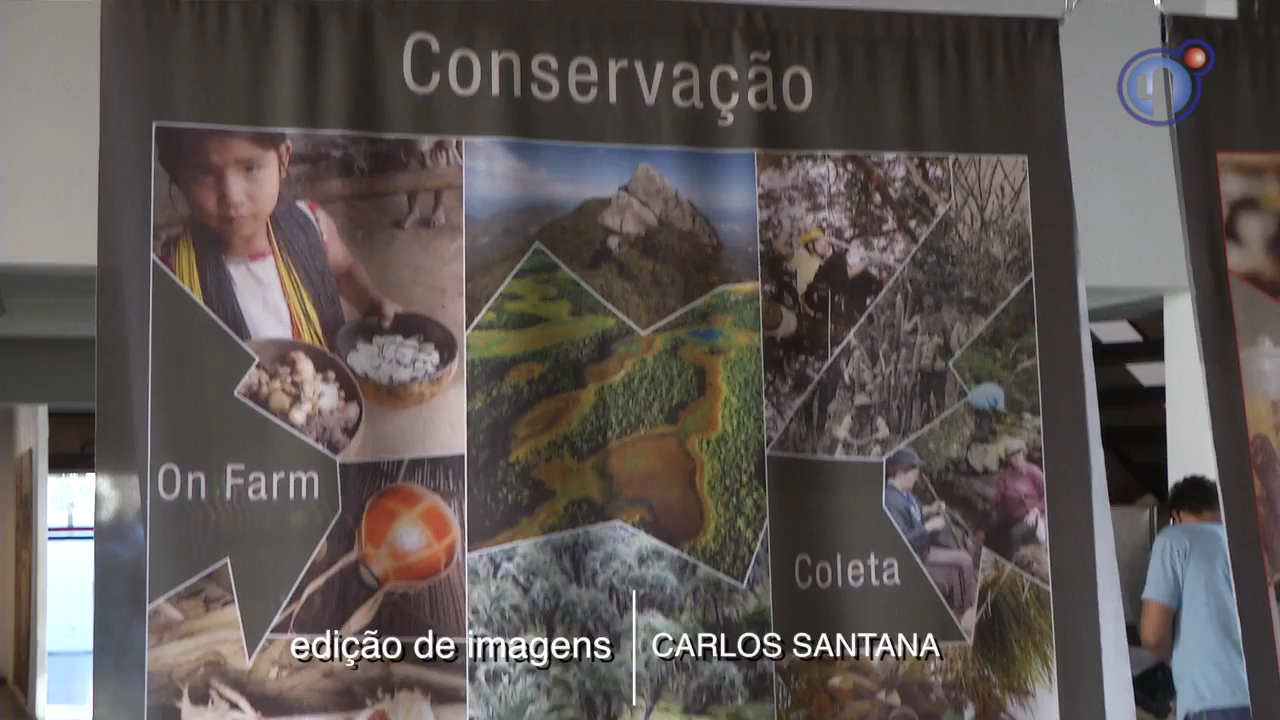 Conservação
On Farm
Coleta
edição de imagens
CARLOS SANTANA